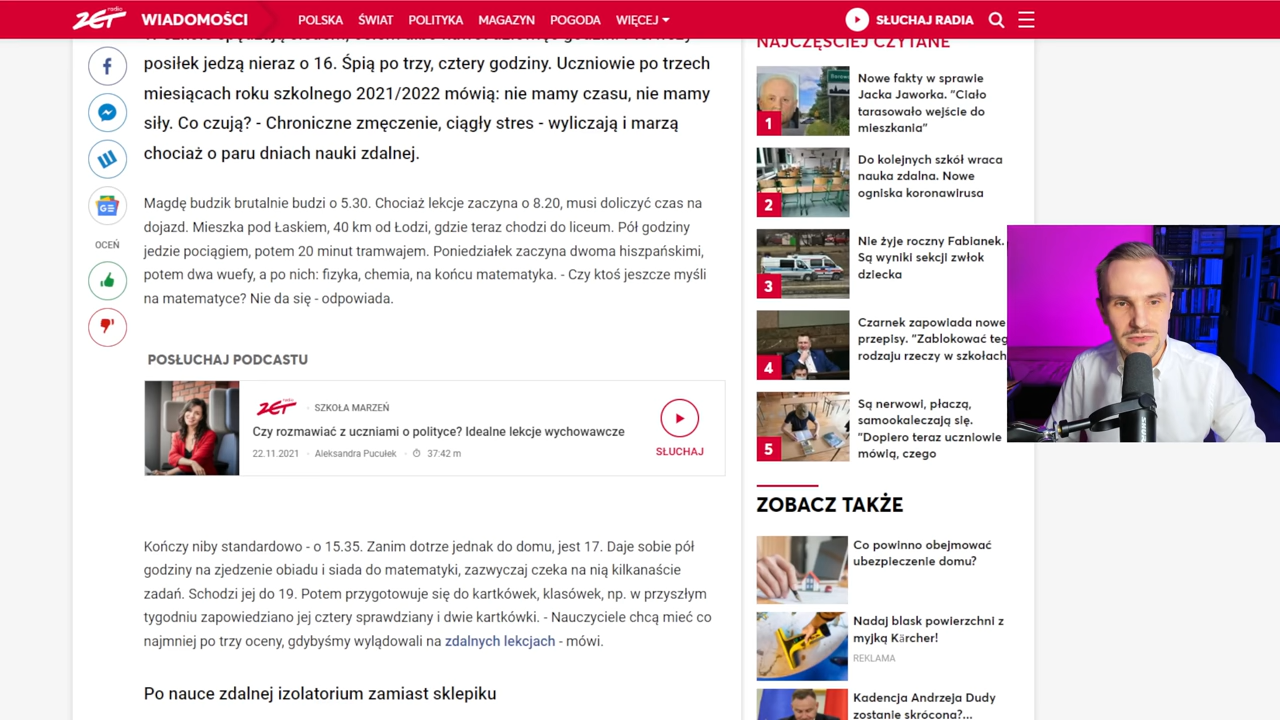 radio
ZET
WIADOMOŚCI
POLSKA
ŚWIAT
POLITYKA
MAGAZYN
POGODA
WIĘCEJ
SŁUCHAJ RADIA
posiłek jedzą nieraz o 16. Śpią po trzy, cztery godziny. Uczniowie po trzech
miesiącach roku szkolnego 2021/2022 mówią: nie mamy czasu, nie mamy
siły. Co czują? - Chroniczne zmęczenie, ciągły stres - wyliczają i marzą
chociaż o paru dniach nauki zdalnej.
OCEŃ
Magdę budzik brutalnie budzi o 5.30. Chociaż lekcje zaczyna o 8.20, musi doliczyć czas na
dojazd. Mieszka pod Łaskiem, 40 km od Łodzi, gdzie teraz chodzi do liceum. Pół godziny
jedzie pociągiem, potem 20 minut tramwajem. Poniedziałek zaczyna dwoma hiszpańskimi,
potem dwa wuefy, a po nich: fizyka, chemia, na końcu matematyka. - Czy ktoś jeszcze myśli
na matematyce? Nie da się - odpowiada.
POSŁUCHAJ PODCASTU
radio
ZET
· SZKOŁA MARZEŃ
Czy rozmawiać z uczniami o polityce? Idealne lekcje wychowawcze
22.11.2021 · Aleksandra Pucułek · 37:42 m
SŁUCHAJ
Kończy niby standardowo - o 15.35. Zanim dotrze jednak do domu, jest 17. Daje sobie pół
godziny na zjedzenie obiadu i siada do matematyki, zazwyczaj czeka na nią kilkanaście
zadań. Schodzi jej do 19. Potem przygotowuje się do kartkówek, klasówek, np. w przyszłym
tygodniu zapowiedziano jej cztery sprawdziany i dwie kartkówki. - Nauczyciele chcą mieć co
najmniej po trzy oceny, gdybyśmy wylądowali na zdalnych lekcjach - mówi.
Po nauce zdalnej izolatorium zamiast sklepiku
NAJCZĘŚCIEJ CZYTANE
1
Nowe fakty w sprawie
Jacka Jaworka. "Ciało
tarasowało wejście do
mieszkania"
2
Do kolejnych szkół wraca
nauka zdalna. Nowe
ogniska koronawirusa
3
Nie żyje roczny Fabianek.
Są wyniki sekcji zwłok
dziecka
4
Czarnek zapowiada nowe
przepisy. "Zablokować teg
rodzaju rzeczy w szkołach
5
Są nerwowi, płaczą,
samookaleczają się.
"Dopiero teraz uczniowie
mówią, czego
ZOBACZ TAKŻE
Co powinno obejmować
ubezpieczenie domu?
Nadaj blask powierzchni z
myjką Kärcher!
REKLAMA
Kadencja Andrzeja Dudy
zostanie skrócona?...